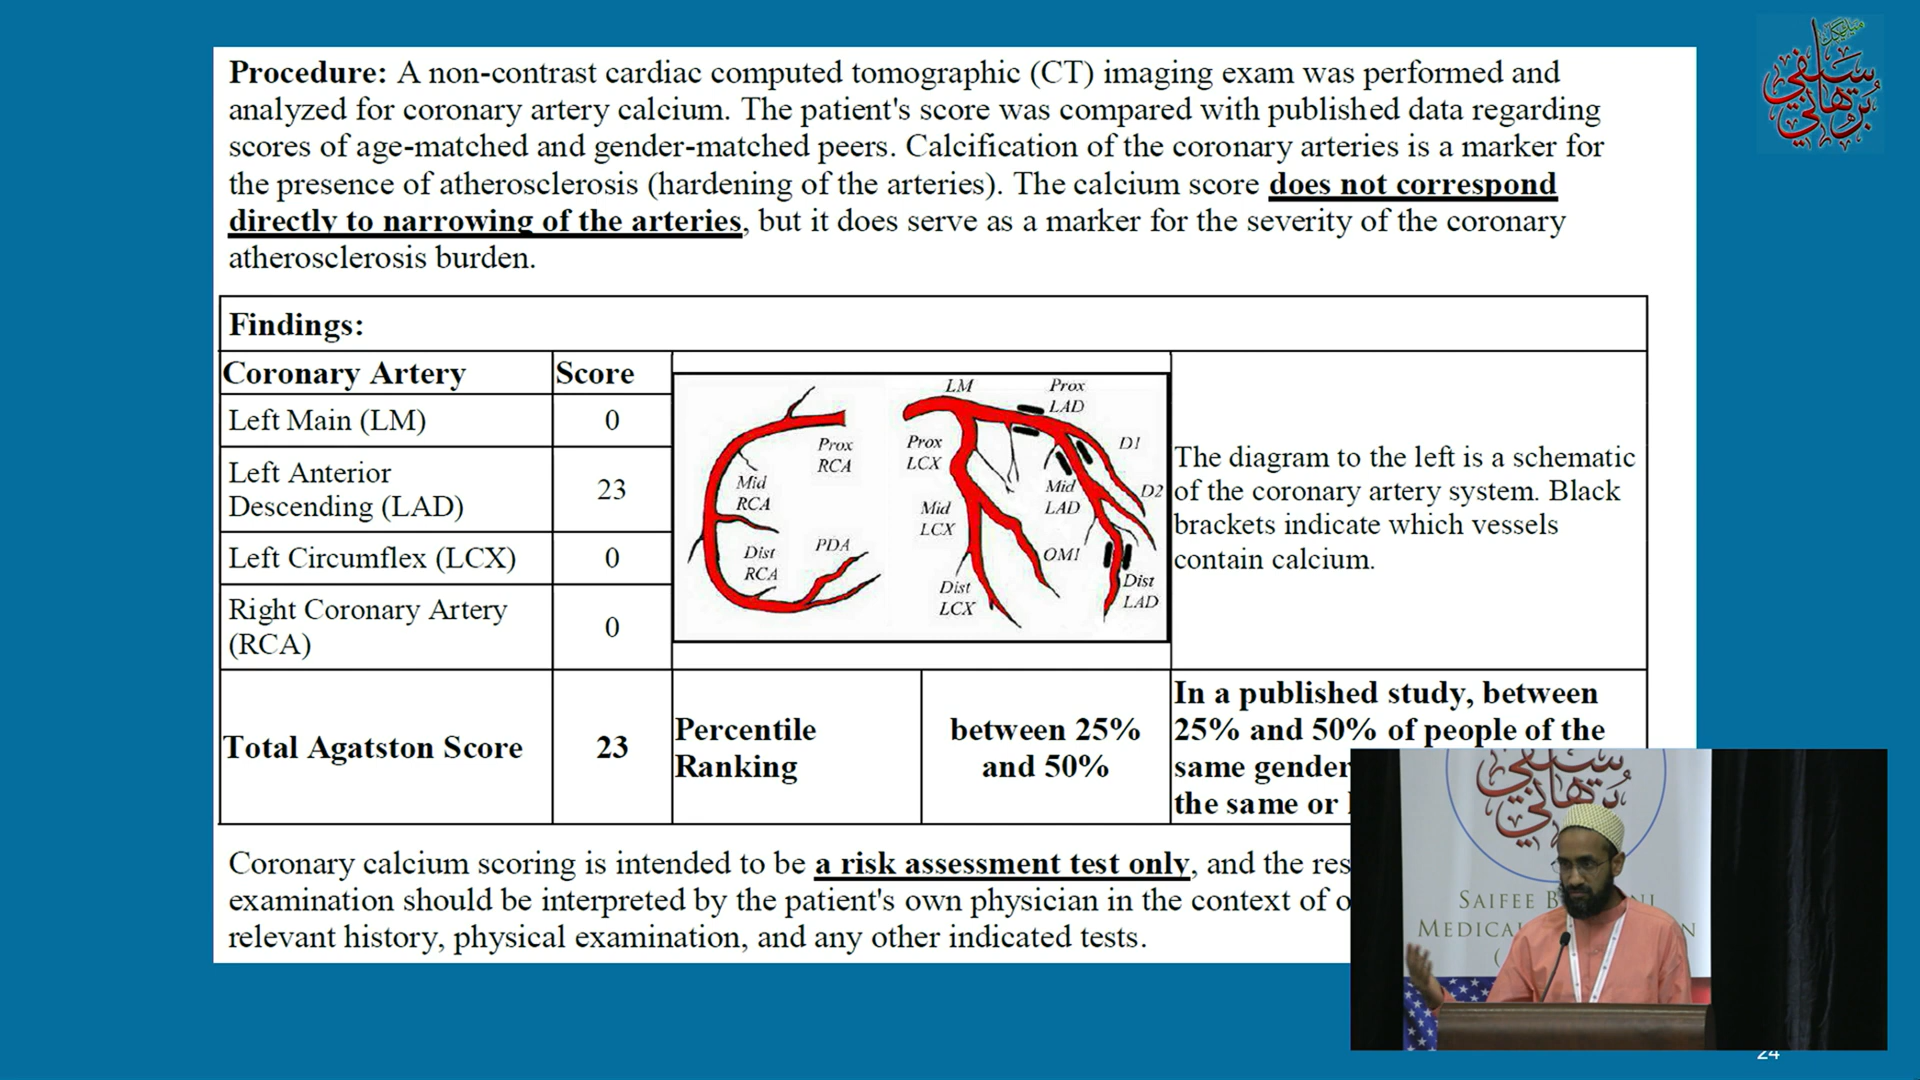 Procedure: A non-contrast cardiac computed tomographic (CT) imaging exam was performed and
analyzed for coronary artery calcium. The patient's score was compared with published data regarding
scores of age-matched and gender-matched peers. Calcification of the coronary arteries is a marker for
the presence of atherosclerosis (hardening of the arteries). The calcium score does not correspond
directly to narrowing of the arteries, but it does serve as a marker for the severity of the coronary
atherosclerosis burden.
Findings:
Coronary Artery
Score
Left Main (LM)
0
Left Anterior
Descending (LAD)
23
Left Circumflex (LCX)
0
Right Coronary Artery
(RCA)
0
Prox
RCA
Mid
RCA
Dist
RCA
PDA
LM
Prox
LAD
Prox
LCX
D1
Mid
LAD
D2
Mid
LCX
OM1
Dist
LCX
Dist
LAD
The diagram to the left is a schematic
of the coronary artery system. Black
brackets indicate which vessels
contain calcium.
Total Agatston Score
23
Percentile
Ranking
between 25%
and 50%
In a published study, between
25% and 50% of people of the
same gender
the same or
Coronary calcium scoring is intended to be a risk assessment test only, and the
examination should be interpreted by the patient's own physician in the context of
relevant history, physical examination, and any other indicated tests.
سيفي
برهاني
SAIFEE
24